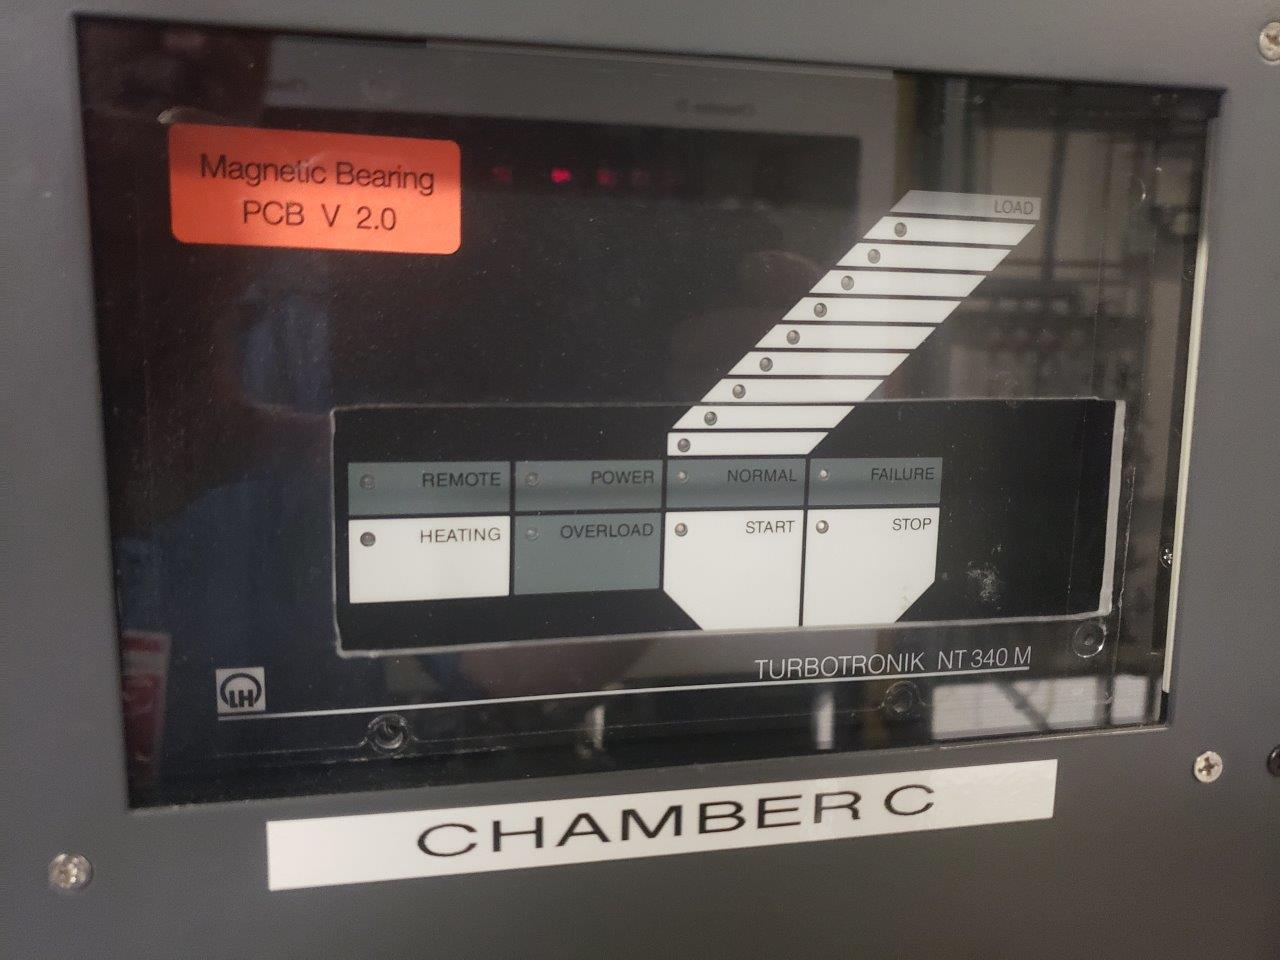 Magnetic Bearing
PCB V 2.0
LOAD
REMOTE
POWER
NORMAL
FAILURE
HEATING
OVERLOAD
START
STOP
TURBOTRONIK NT 340 M
LH
CHAMBER C